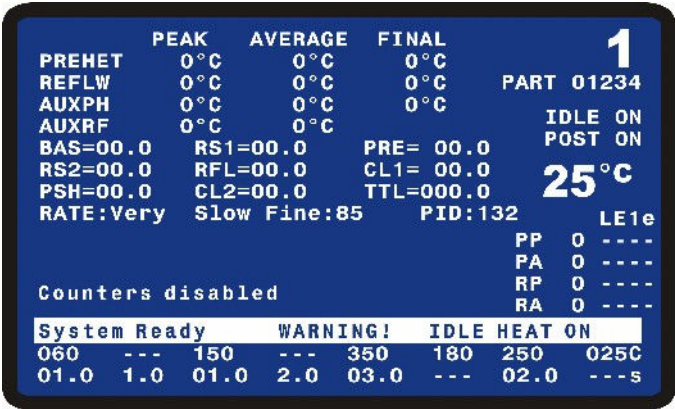 PEAK AVERAGE FINAL 1
PREHET 0°C 0°C 0°C
REFLW 0°C 0°C 0°C PART 01234
AUXPH 0°C 0°C 0°C
IDLE ON
AUXRF 0°C 0°C
POST ON
BAS=00.0 RS1=00.0 PRE= 00.0
RS2=00.0 RFL=00.0 CL1= 00.0 25°C
PSH=00.0 CL2=00.0 TTL=000.0
RATE:Very Slow Fine:85 PID:132 LE1e
PP 0 ----
PA 0 ----
Counters disabled RP 0 ----
RA 0 ----
System Ready WARNING! IDLE HEAT ON
060 --- 150 --- 350 180 250 025C
01.0 1.0 01.0 2.0 03.0 --- 02.0 ---s